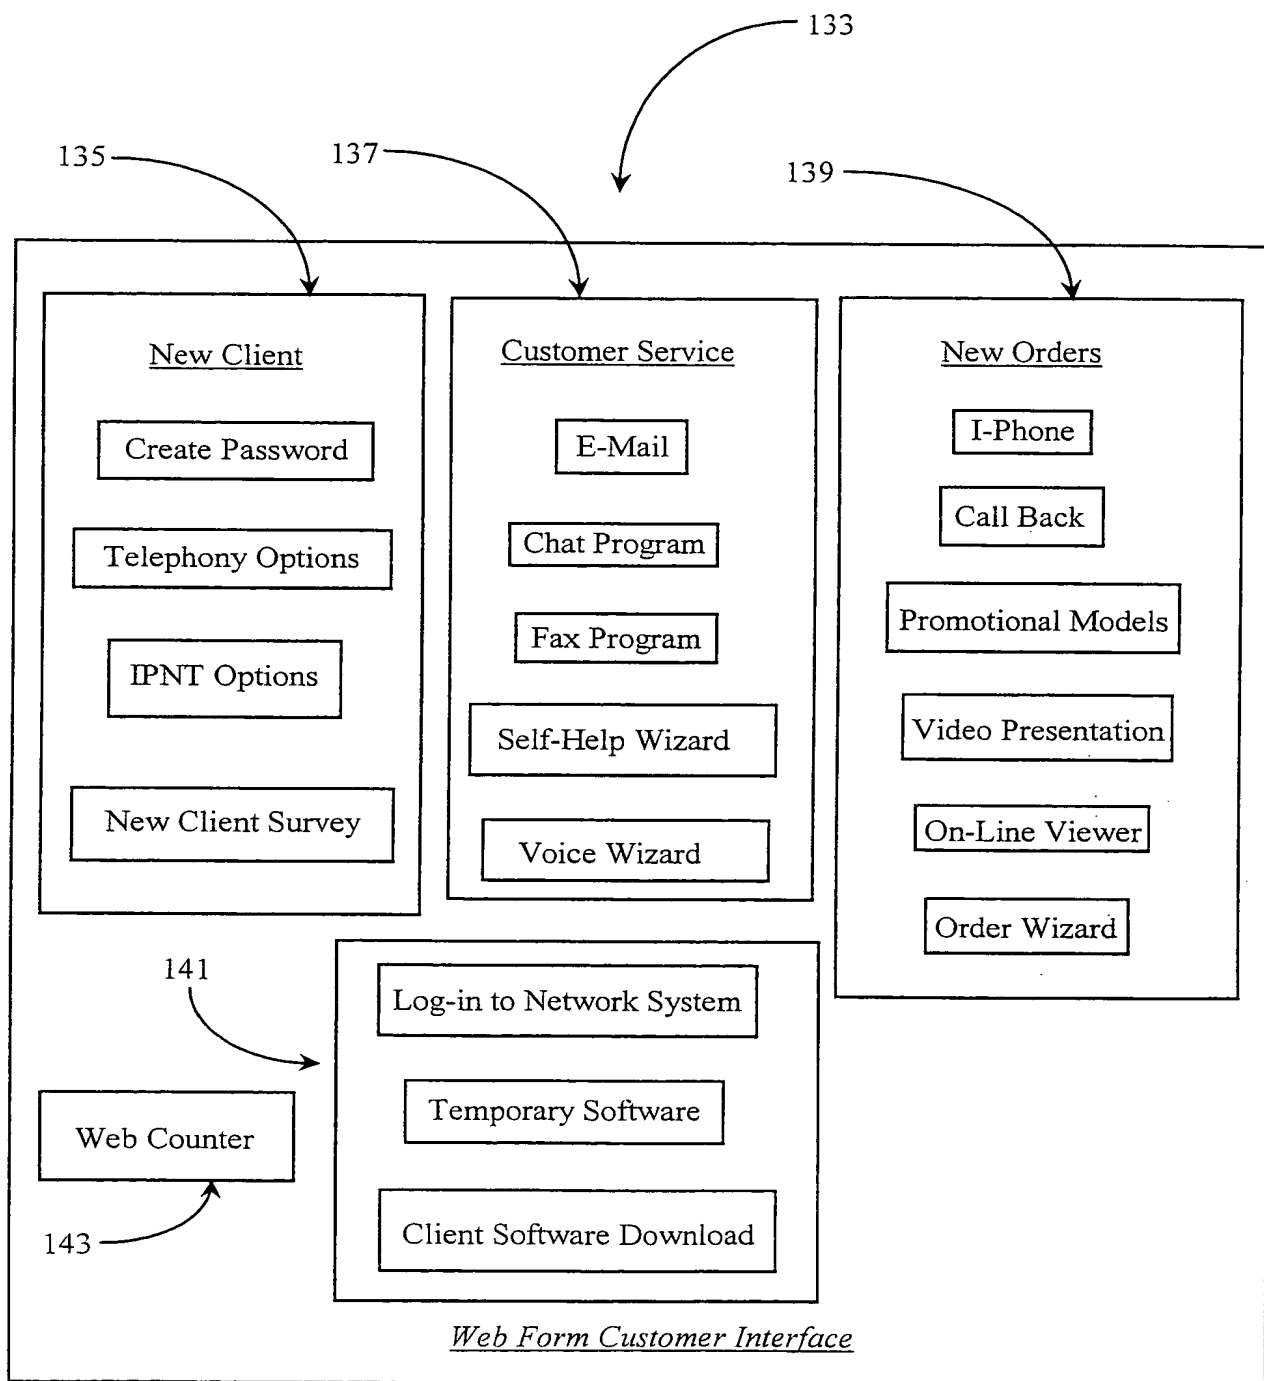 133
135
137
139
New Client
Create Password
Telephony Options
IPNT Options
New Client Survey
Customer Service
E-Mail
Chat Program
Fax Program
Self-Help Wizard
Voice Wizard
New Orders
I-Phone
Call Back
Promotional Models
Video Presentation
On-Line Viewer
Order Wizard
141
Log-in to Network System
Temporary Software
Client Software Download
Web Counter
143
Web Form Customer Interface